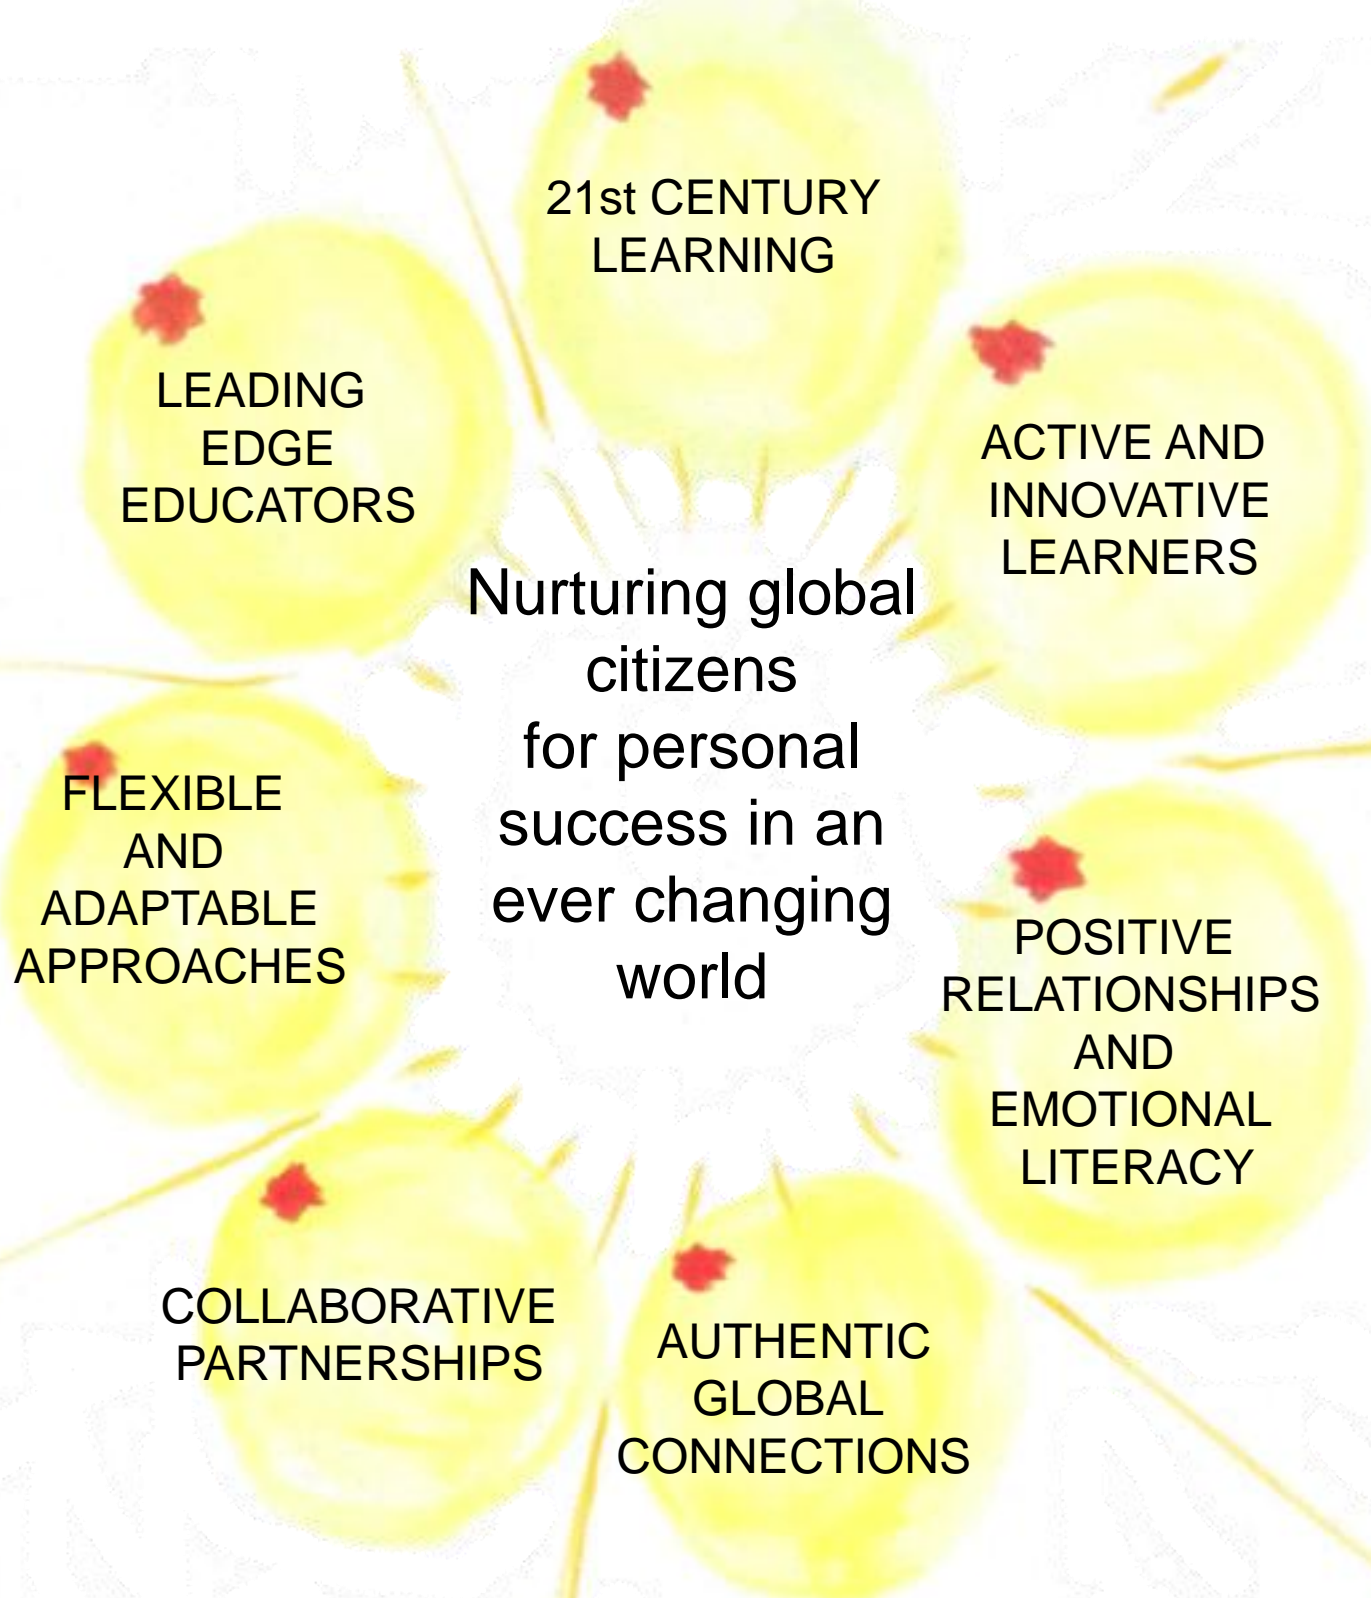 21st CENTURY
LEARNING
ACTIVE AND
INNOVATIVE
LEARNERS
POSITIVE
RELATIONSHIPS
AND
EMOTIONAL
LITERACY
AUTHENTIC
GLOBAL
CONNECTIONS
COLLABORATIVE
PARTNERSHIPS
FLEXIBLE
AND
ADAPTABLE
APPROACHES
LEADING
EDGE
EDUCATORS
Nurturing global
citizens
for personal
success in an
ever changing
world